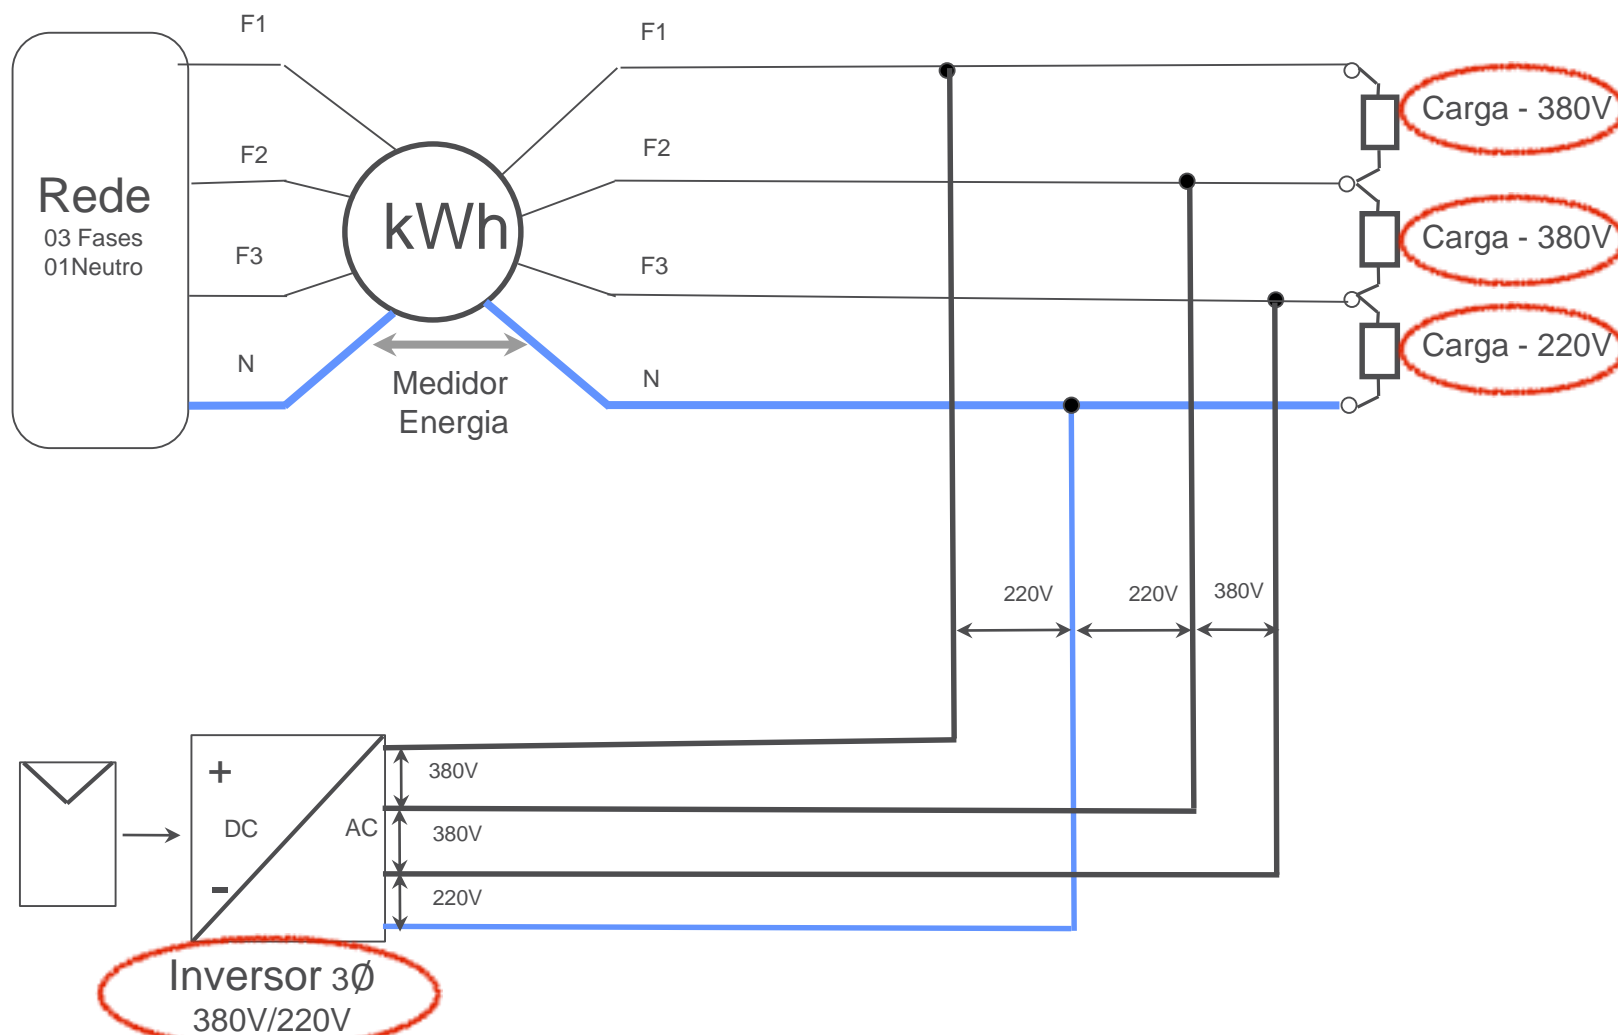 F1
F1
Carga - 380V
F2
F2
Rede
03 Fases
01Neutro
kWh
Carga - 380V
F3
F3
Carga - 220V
N
N
Medidor
Energia
220V
220V
380V
+
380V
DC
AC
380V
-
220V
Inversor 3Ø
380V/220V